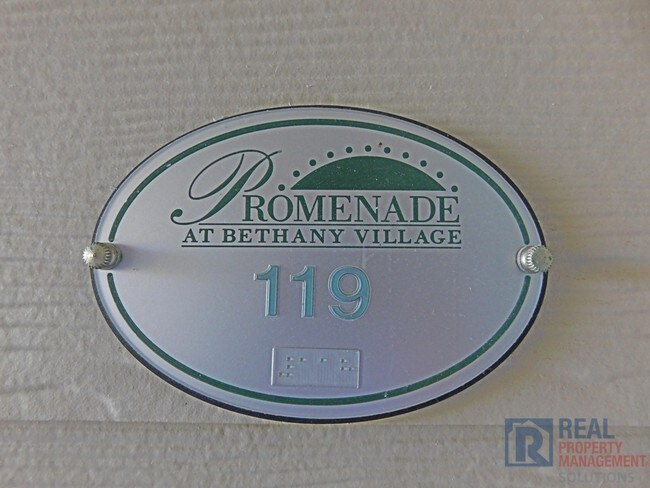 PROMENADE
AT BETHANY VILLAGE
119
R REAL
PROPERTY
MANAGEMENT
SOLUTIONS